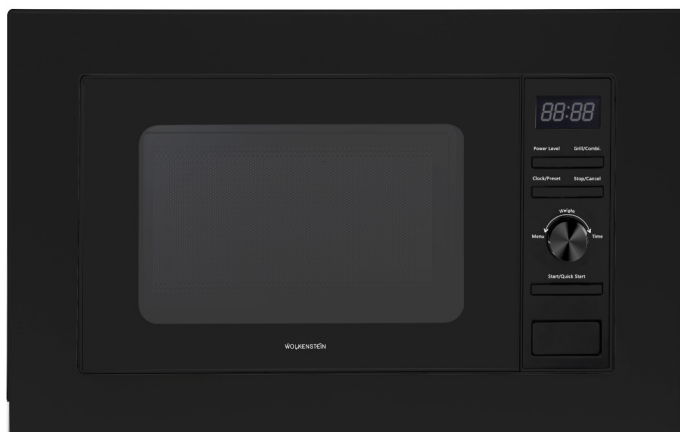 88:88
Power Level Grill/Combi.
Clock/Preset Stop/Cancel
Weight
Menu Time
Start/Quick Start
WOLKENSTEIN